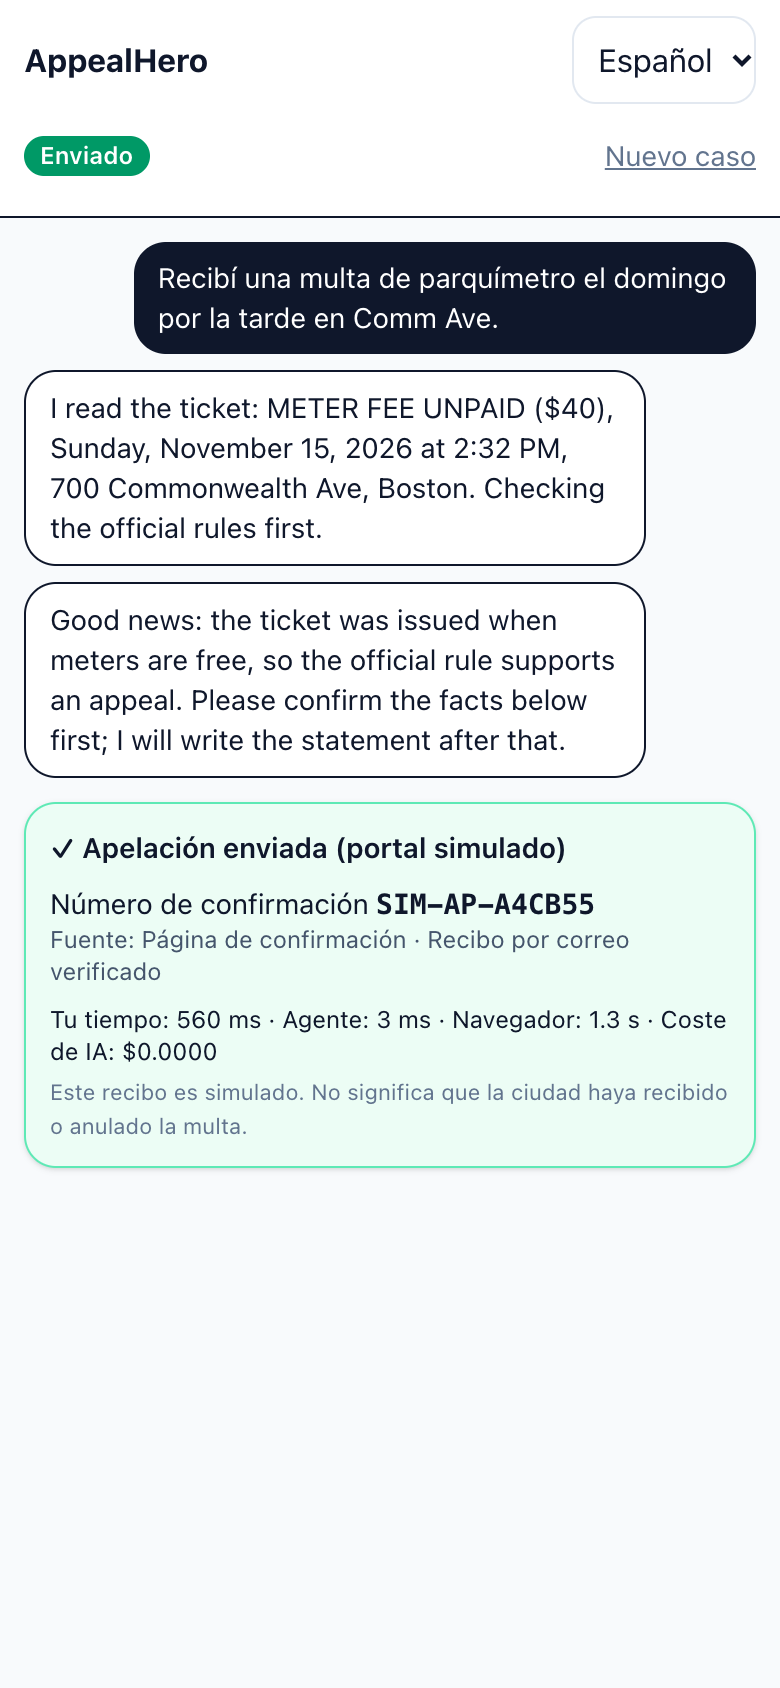 AppealHero
Español
Enviado
Nuevo caso
Recibí una multa de parquímetro el domingo
por la tarde en Comm Ave.
I read the ticket: METER FEE UNPAID ($40),
Sunday, November 15, 2026 at 2:32 PM,
700 Commonwealth Ave, Boston. Checking
the official rules first.
Good news: the ticket was issued when
meters are free, so the official rule supports
an appeal. Please confirm the facts below
first; I will write the statement after that.
✓ Apelación enviada (portal simulado)
Número de confirmación SIM-AP-A4CB55
Fuente: Página de confirmación · Recibo por correo
verificado
Tu tiempo: 560 ms · Agente: 3 ms · Navegador: 1.3 s · Coste
de IA: $0.0000
Este recibo es simulado. No significa que la ciudad haya recibido
o anulado la multa.